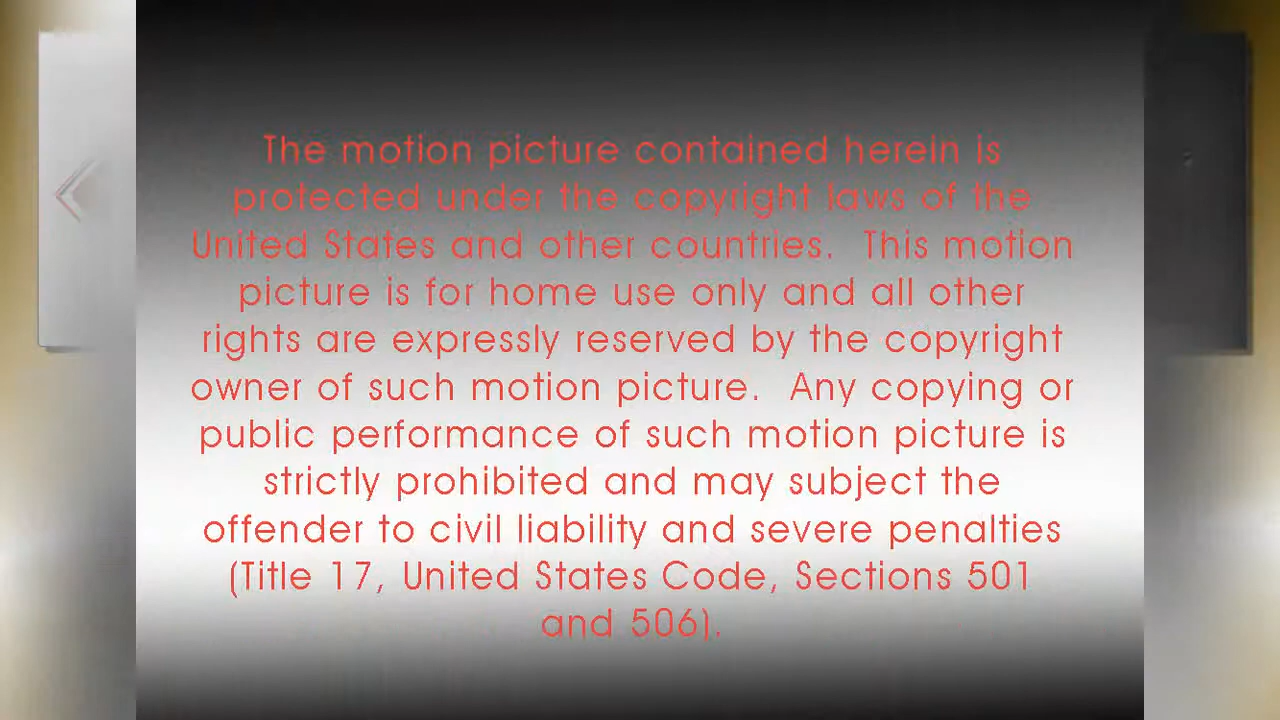 The motion picture contained herein is
protected under the copyright laws of the
United States and other countries.  This motion
picture is for home use only and all other
rights are expressly reserved by the copyright
owner of such motion picture.  Any copying or
public performance of such motion picture is
strictly prohibited and may subject the
offender to civil liability and severe penalties
(Title 17, United States Code, Sections 501
and 506).